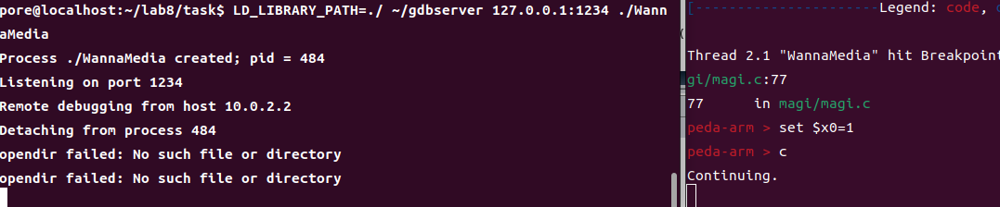 pore@localhost:~/lab8/task$ LD_LIBRARY_PATH=./ ~/gdbserver 127.0.0.1:1234 ./Wann
aMedia
Process ./WannaMedia created; pid = 484
Listening on port 1234
Remote debugging from host 10.0.2.2
Detaching from process 484
opendir failed: No such file or directory
opendir failed: No such file or directory
[----------------------Legend: code,
Thread 2.1 "WannaMedia" hit Breakpoint
gi/magi.c:77
77      in magi/magi.c
peda-arm > set $x0=1
peda-arm > c
Continuing.